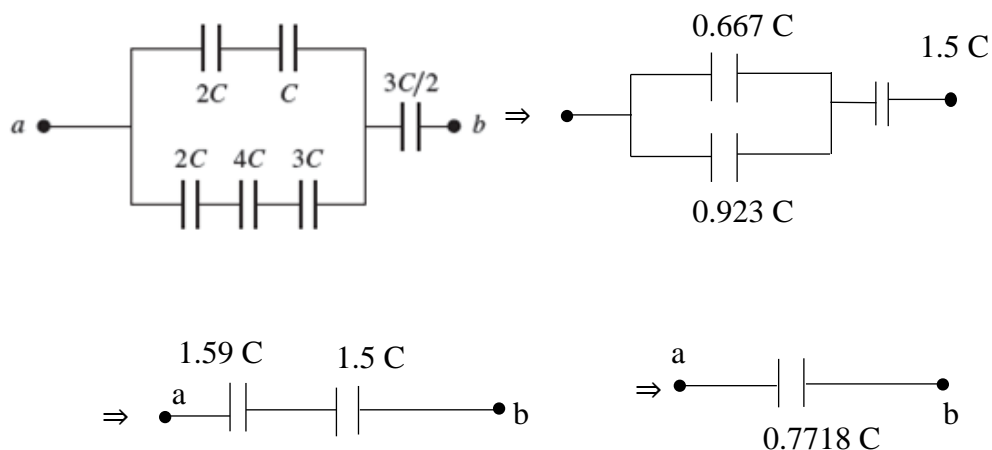 2C C
a 3C/2 b
2C 4C 3C
⇒
0.667 C
1.5 C
0.923 C
⇒
1.59 C 1.5 C
a b
⇒
a
b
0.7718 C